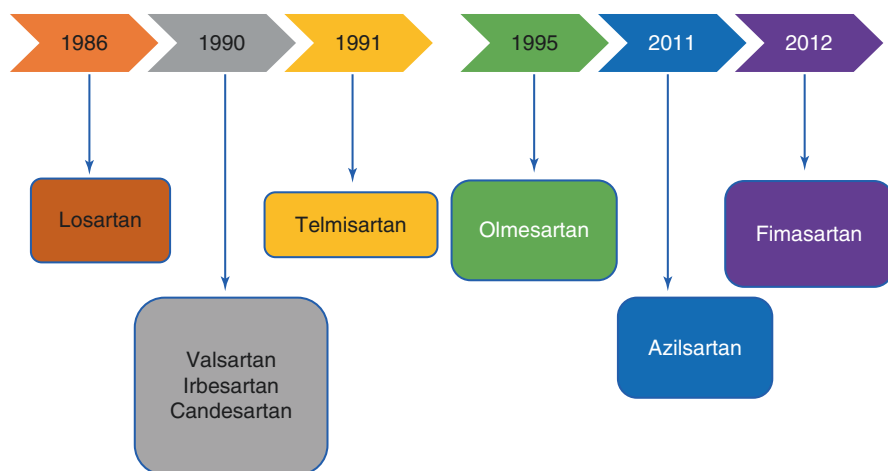 1986
1990
1991
1995
2011
2012
Losartan
Valsartan
Irbesartan
Candesartan
Telmisartan
Olmesartan
Azilsartan
Fimasartan